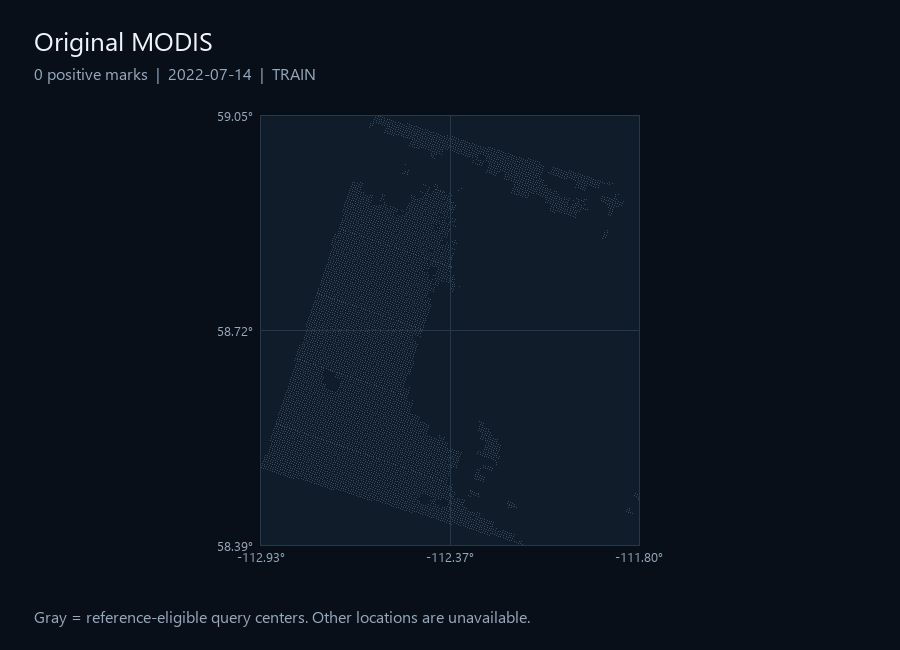 Original MODIS
0 positive marks | 2022-07-14 | TRAIN
59.05°
58.72°
58.39°
-112.93° -112.37° -111.80°
Gray = reference-eligible query centers. Other locations are unavailable.